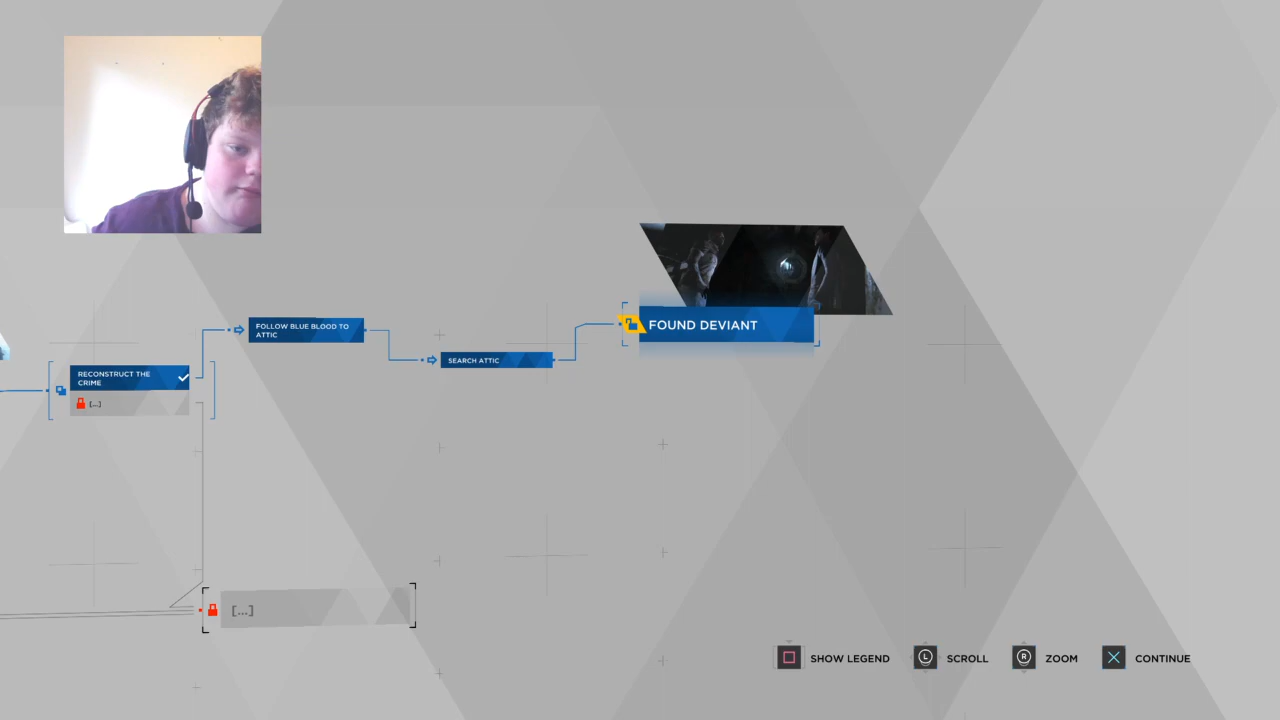 FOLLOW BLUE BLOOD TO
ATTIC
FOUND DEVIANT
SEARCH ATTIC
RECONSTRUCT THE
CRIME
[...]
[...]
SHOW LEGEND
L
SCROLL
R
ZOOM
CONTINUE